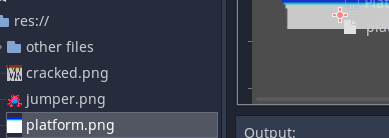 res://
other files
cracked.png
jumper.png
platform.png
Output: